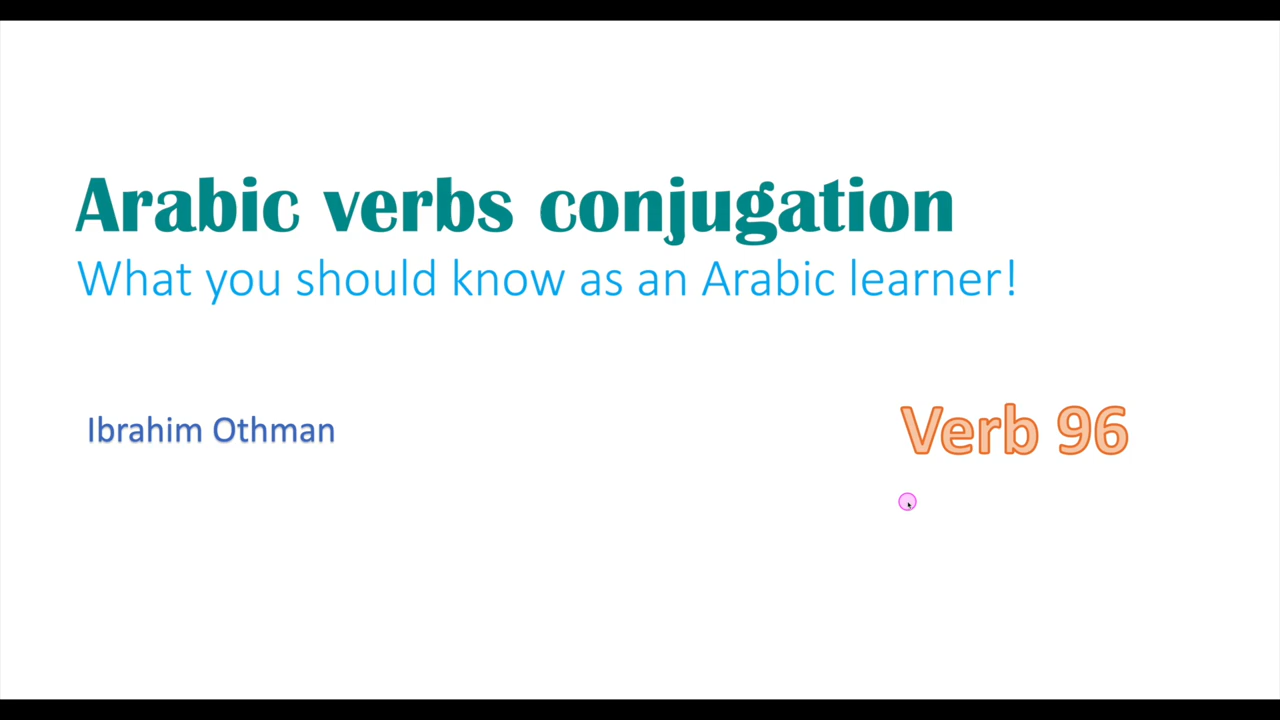 Arabic verbs conjugation
What you should know as an Arabic learner!
Ibrahim Othman
Verb 96